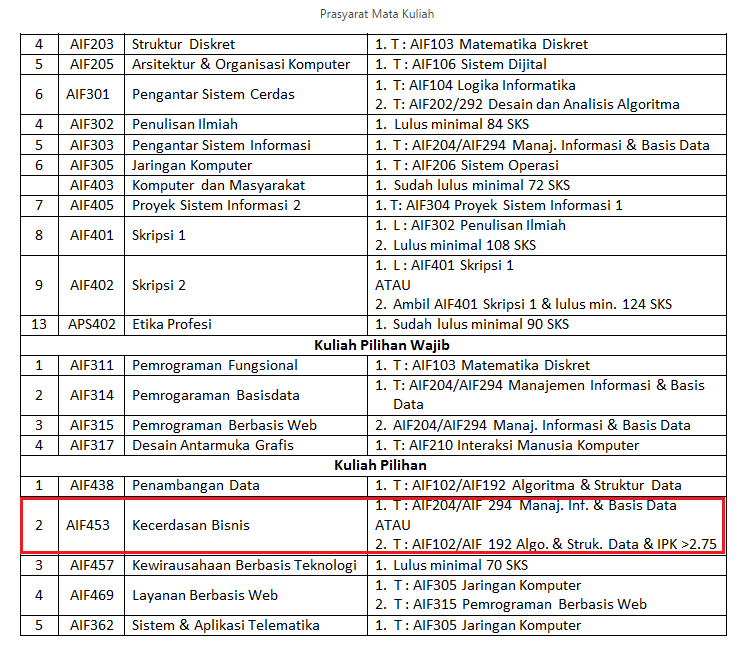 Prasyarat Mata Kuliah
4 AIF203 Struktur Diskret 1. T : AIF103 Matematika Diskret
5 AIF205 Arsitektur & Organisasi Komputer 1. T : AIF106 Sistem Dijital
6 AIF301 Pengantar Sistem Cerdas 1. T: AIF104 Logika Informatika
2. T: AIF202/292 Desain dan Analisis Algoritma
4 AIF302 Penulisan Ilmiah 1. Lulus minimal 84 SKS
5 AIF303 Pengantar Sistem Informasi 1. T : AIF204/AIF294 Manaj. Informasi & Basis Data
6 AIF305 Jaringan Komputer 1. T : AIF206 Sistem Operasi
AIF403 Komputer dan Masyarakat 1. Sudah lulus minimal 72 SKS
7 AIF405 Proyek Sistem Informasi 2 1. T: AIF304 Proyek Sistem Informasi 1
8 AIF401 Skripsi 1 1. L : AIF302 Penulisan Ilmiah
2. Lulus minimal 108 SKS
9 AIF402 Skripsi 2 1. L : AIF401 Skripsi 1
ATAU
2. Ambil AIF401 Skripsi 1 & lulus min. 124 SKS
13 APS402 Etika Profesi 1. Sudah lulus minimal 90 SKS
Kuliah Pilihan Wajib
1 AIF311 Pemrograman Fungsional 1. T : AIF103 Matematika Diskret
2 AIF314 Pemrogaraman Basisdata 1. T: AIF204/AIF294 Manajemen Informasi & Basis
Data
3 AIF315 Pemrograman Berbasis Web 2. AIF204/AIF294 Manaj. Informasi & Basis Data
4 AIF317 Desain Antarmuka Grafis 1. T: AIF210 Interaksi Manusia Komputer
Kuliah Pilihan
1 AIF438 Penambangan Data 1. T : AIF102/AIF192 Algoritma & Struktur Data
2 AIF453 Kecerdasan Bisnis 1. T : AIF204/AIF 294 Manaj. Inf. & Basis Data
ATAU
2. T : AIF102/AIF 192 Algo. & Struk. Data & IPK >2.75
3 AIF457 Kewirausahaan Berbasis Teknologi 1. Lulus minimal 70 SKS
4 AIF469 Layanan Berbasis Web 1. T : AIF305 Jaringan Komputer
2. T : AIF315 Pemrograman Berbasis Web
5 AIF362 Sistem & Aplikasi Telematika 1. T : AIF305 Jaringan Komputer